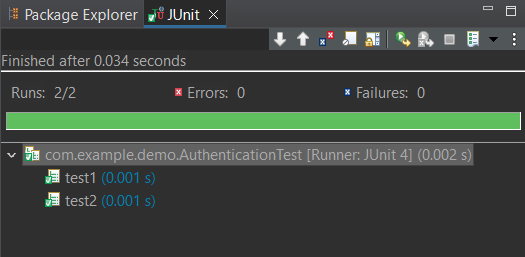 Package Explorer JUnit
Finished after 0.034 seconds
Runs: 2/2 Errors: 0 Failures: 0
com.example.demo.AuthenticationTest [Runner: JUnit 4] (0.002 s)
test1 (0.001 s)
test2 (0.001 s)